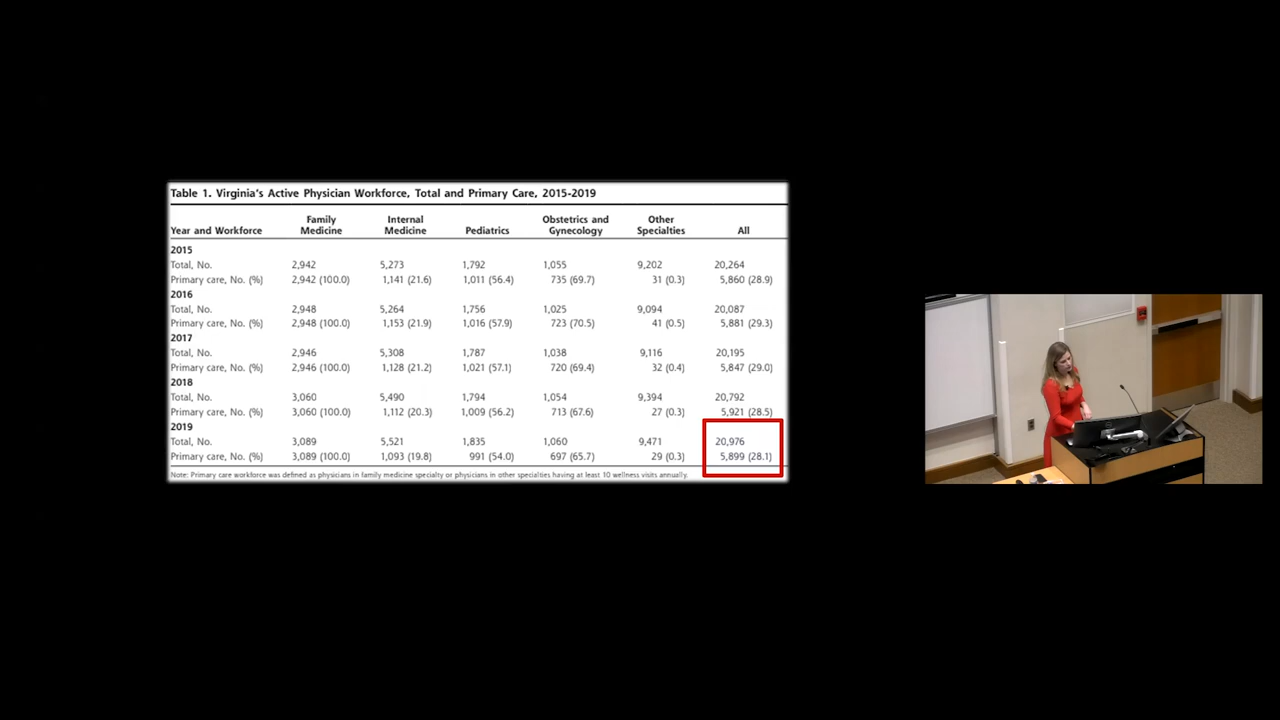 Table 1. Virginia's Active Physician Workforce, Total and Primary Care, 2015-2019
Year and Workforce Family Medicine Internal Medicine Pediatrics Obstetrics and Gynecology Other Specialties All
2015
Total, No. 2,942 5,273 1,792 1,055 9,202 20,264
Primary care, No. (%) 2,942 (100.0) 1,141 (21.6) 1,011 (56.4) 735 (69.7) 31 (0.3) 5,860 (28.9)
2016
Total, No. 2,948 5,264 1,756 1,025 9,094 20,087
Primary care, No. (%) 2,948 (100.0) 1,153 (21.9) 1,016 (57.9) 723 (70.5) 41 (0.5) 5,881 (29.3)
2017
Total, No. 2,946 5,308 1,787 1,038 9,116 20,195
Primary care, No. (%) 2,946 (100.0) 1,128 (21.2) 1,021 (57.1) 720 (69.4) 32 (0.4) 5,847 (29.0)
2018
Total, No. 3,060 5,490 1,794 1,054 9,394 20,792
Primary care, No. (%) 3,060 (100.0) 1,112 (20.3) 1,009 (56.2) 713 (67.6) 27 (0.3) 5,921 (28.5)
2019
Total, No. 3,089 5,521 1,835 1,060 9,471 20,976
Primary care, No. (%) 3,089 (100.0) 1,093 (19.8) 991 (54.0) 697 (65.7) 29 (0.3) 5,899 (28.1)
Note: Primary care workforce was defined as physicians in family medicine specialty or physicians in other specialties having at least 10 wellness visits annually.